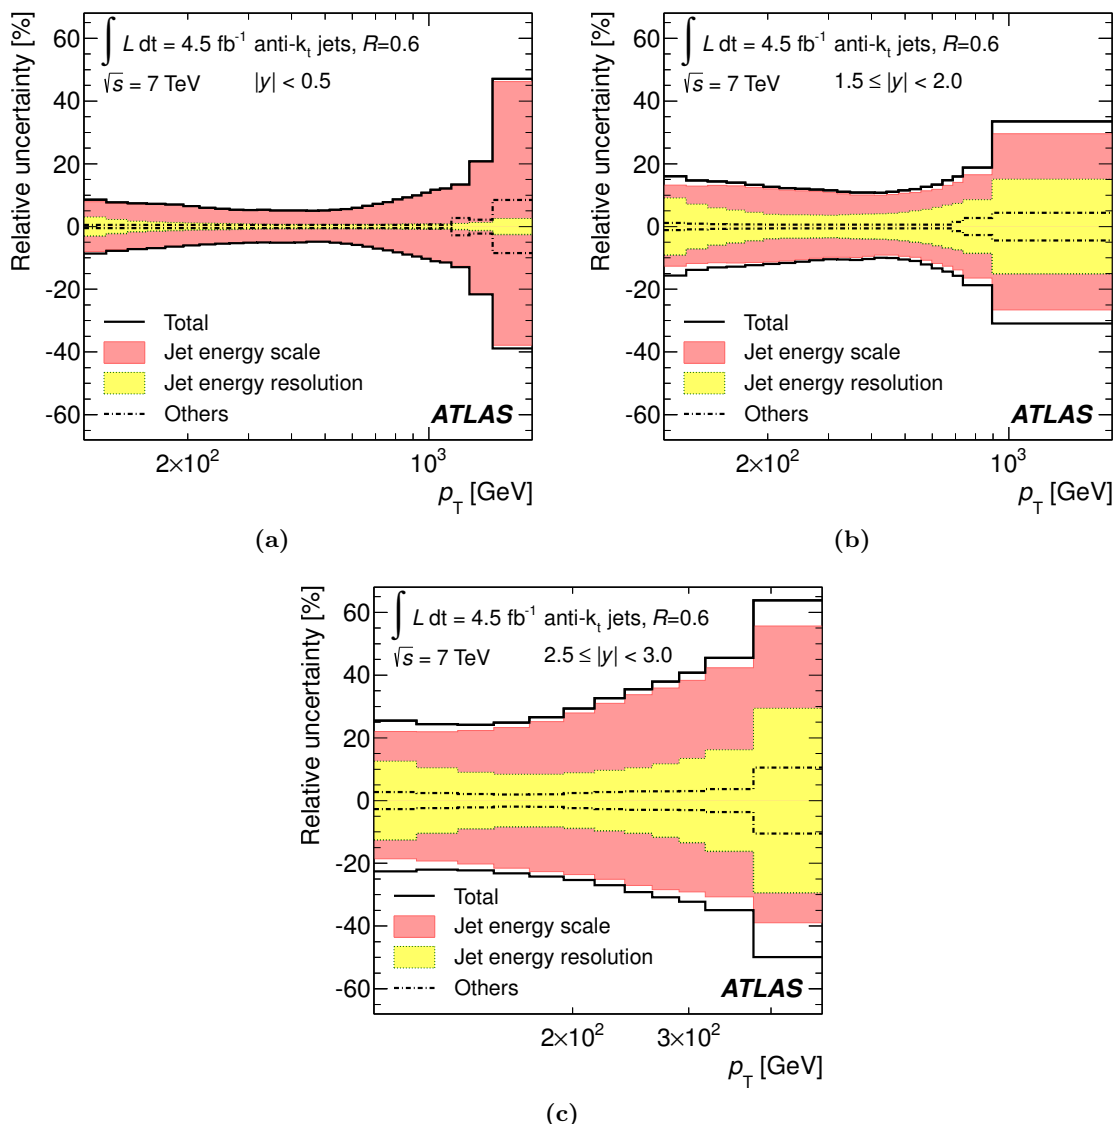 Relative uncertainty [%]
60
40
20
0
-20
-40
-60
∫ L dt = 4.5 fb⁻¹ anti-kₜ jets, R=0.6
√s = 7 TeV |y| < 0.5
Total
Jet energy scale
Jet energy resolution
Others
ATLAS
2×10²
10³
p_T [GeV]
(a)
Relative uncertainty [%]
60
40
20
0
-20
-40
-60
∫ L dt = 4.5 fb⁻¹ anti-kₜ jets, R=0.6
√s = 7 TeV 1.5 ≤ |y| < 2.0
Total
Jet energy scale
Jet energy resolution
Others
ATLAS
2×10²
10³
p_T [GeV]
(b)
Relative uncertainty [%]
60
40
20
0
-20
-40
-60
∫ L dt = 4.5 fb⁻¹ anti-kₜ jets, R=0.6
√s = 7 TeV 2.5 ≤ |y| < 3.0
Total
Jet energy scale
Jet energy resolution
Others
ATLAS
2×10²
3×10²
p_T [GeV]
(c)